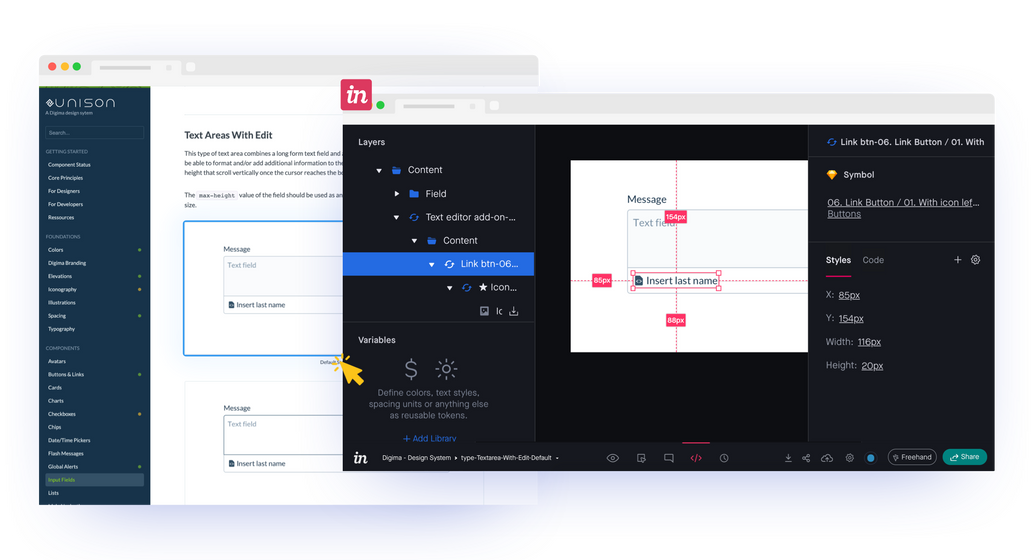 UNISON
A Digima design sytem
Search...
GETTING STARTED
Component Status
Core Principles
For Designers
For Developers
Ressources
FOUNDATIONS
Colors
Digima Branding
Elevations
Iconography
Illustrations
Spacing
Typography
COMPONENTS
Avatars
Buttons & Links
Cards
Charts
Checkboxes
Chips
Date/Time Pickers
Flash Messages
Global Alerts
Input Fields
Lists
Text Areas With Edit
This type of text area combines a long form text field and
be able to format and/or add additional information to the
height that scroll vertically once the cursor reaches the
The max-height value of the field should be used as an
size.
Message
Text field
Insert last name
Default
Message
Text field
Insert last name
in
Layers
Content
Field
Text editor add-on-...
Content
Link btn-06...
Icon...
Variables
Define colors, text styles,
spacing units or anything else
as reusable tokens.
+ Add Library
Message
Text field
154px
85px
Insert last name
88px
Link btn-06. Link Button / 01. With
Symbol
06. Link Button / 01. With icon lef...
Buttons
Styles
Code
X: 85px
Y: 154px
Width: 116px
Height: 20px
in
Digima - Design System
type-Textarea-With-Edit-Default
Freehand
Share